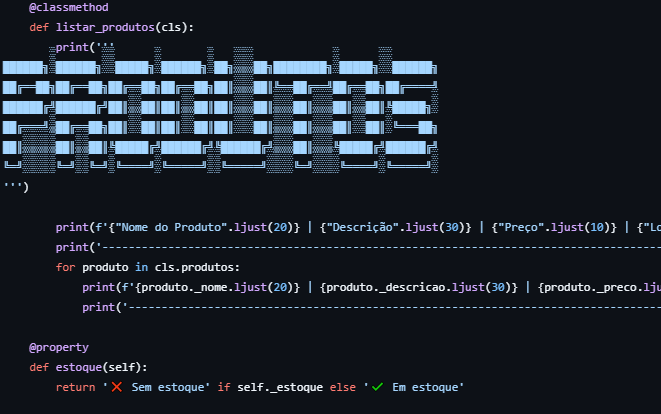 @classmethod
def listar_produtos(cls):
print('''
PRODUTOS
''')
print(f'{"Nome do Produto".ljust(20)} | {"Descrição".ljust(30)} | {"Preço".ljust(10)} | {"Lo
print('-------------------------------------------------------------------------------------
for produto in cls.produtos:
print(f'{produto._nome.ljust(20)} | {produto._descricao.ljust(30)} | {produto._preco.lju
print('---------------------------------------------------------------------------------
@property
def estoque(self):
return '❌ Sem estoque' if self._estoque else '✅ Em estoque'